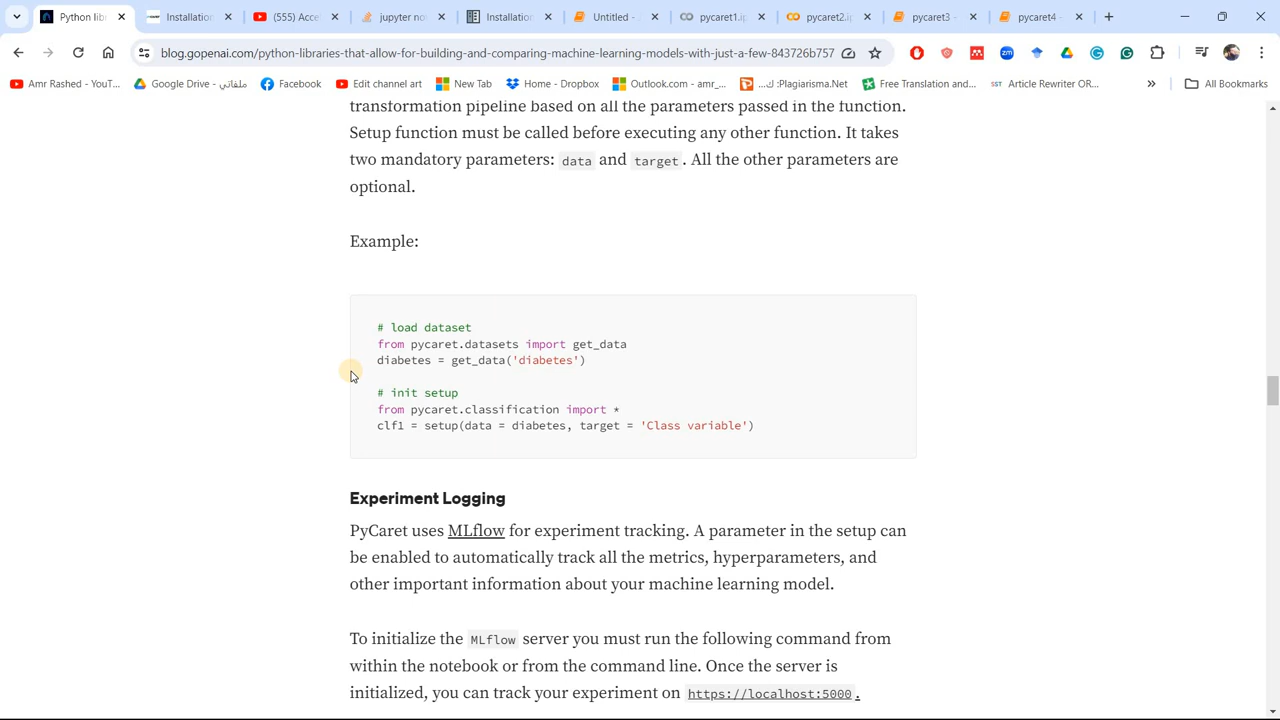 Python lib
Installation
(555) Acce
jupyter no
Installation
Untitled
pycaret1.i
pycaret2.ip
pycaret3 -
pycaret4 -
blog.gopenai.com/python-libraries-that-allow-for-building-and-comparing-machine-learning-models-with-just-a-few-843726b757
Amr Rashed - You...
Google Drive - ملفاتي
Facebook
Edit channel art
New Tab
Home - Dropbox
Outlook.com - amr_...
Plagiarisma.Net: ك...
Free Translation and...
Article Rewriter OR...
All Bookmarks
transformation pipeline based on all the parameters passed in the function.
Setup function must be called before executing any other function. It takes
two mandatory parameters: data and target. All the other parameters are
optional.
Example:
# load dataset
from pycaret.datasets import get_data
diabetes = get_data('diabetes')
# init setup
from pycaret.classification import *
clf1 = setup(data = diabetes, target = 'Class variable')
Experiment Logging
PyCaret uses MLflow for experiment tracking. A parameter in the setup can
be enabled to automatically track all the metrics, hyperparameters, and
other important information about your machine learning model.
To initialize the MLflow server you must run the following command from
within the notebook or from the command line. Once the server is
initialized, you can track your experiment on https://localhost:5000.